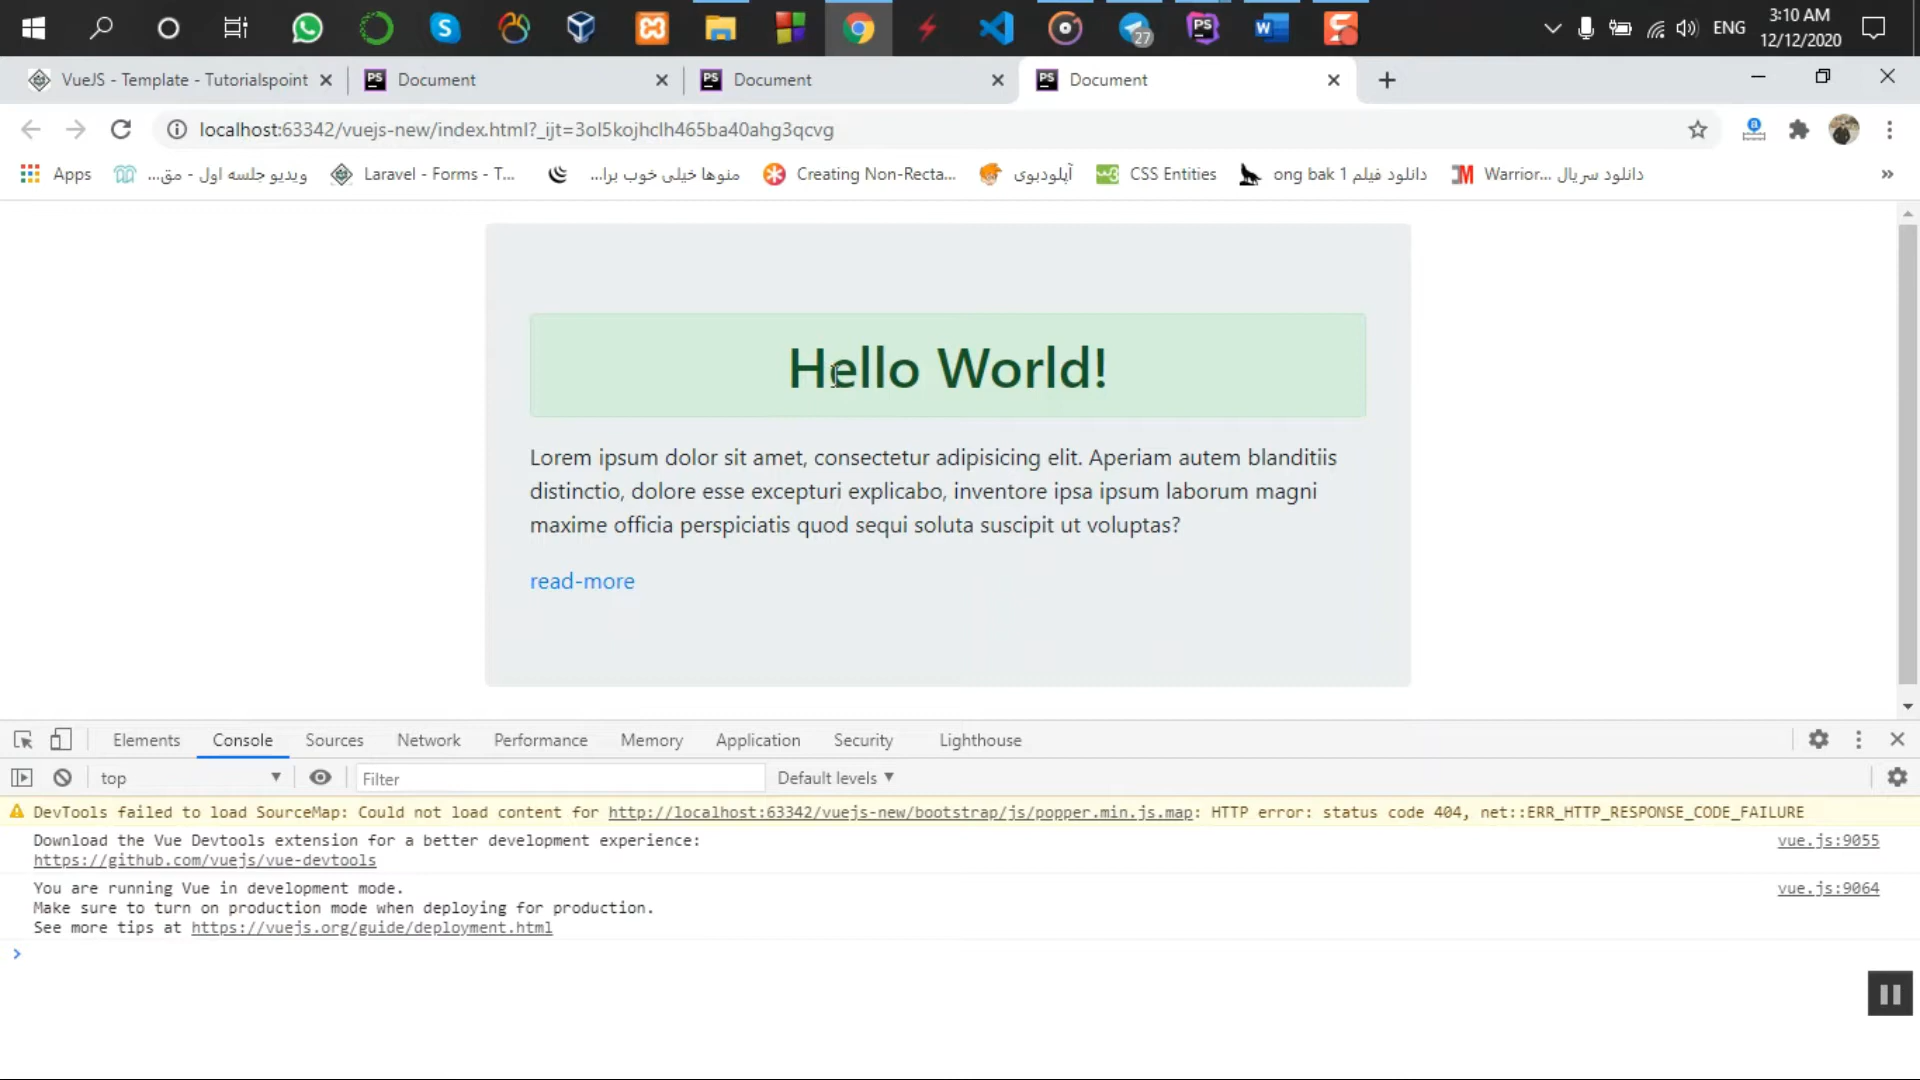 27
ENG
3:10 AM
12/12/2020
VueJS - Template - Tutorialspoint
Document
Document
Document
localhost:63342/vuejs-new/index.html?_ijt=3ol5kojhclh465ba40ahg3qcvg
Apps
ویدیو جلسه اول - مق...
Laravel - Forms - T...
منوها خیلی خوب برا...
Creating Non-Recta...
آپلودبوی
CSS Entities
دانلود فیلم ong bak 1
دانلود سریال Warrior...
»
Hello World!
Lorem ipsum dolor sit amet, consectetur adipisicing elit. Aperiam autem blanditiis
distinctio, dolore esse excepturi explicabo, inventore ipsa ipsum laborum magni
maxime officia perspiciatis quod sequi soluta suscipit ut voluptas?
read-more
Elements Console Sources Network Performance Memory Application Security Lighthouse
top
Filter
Default levels
DevTools failed to load SourceMap: Could not load content for http://localhost:63342/vuejs-new/bootstrap/js/popper.min.js.map: HTTP error: status code 404, net::ERR_HTTP_RESPONSE_CODE_FAILURE
Download the Vue Devtools extension for a better development experience: vue.js:9055
https://github.com/vuejs/vue-devtools
You are running Vue in development mode. vue.js:9064
Make sure to turn on production mode when deploying for production.
See more tips at https://vuejs.org/guide/deployment.html